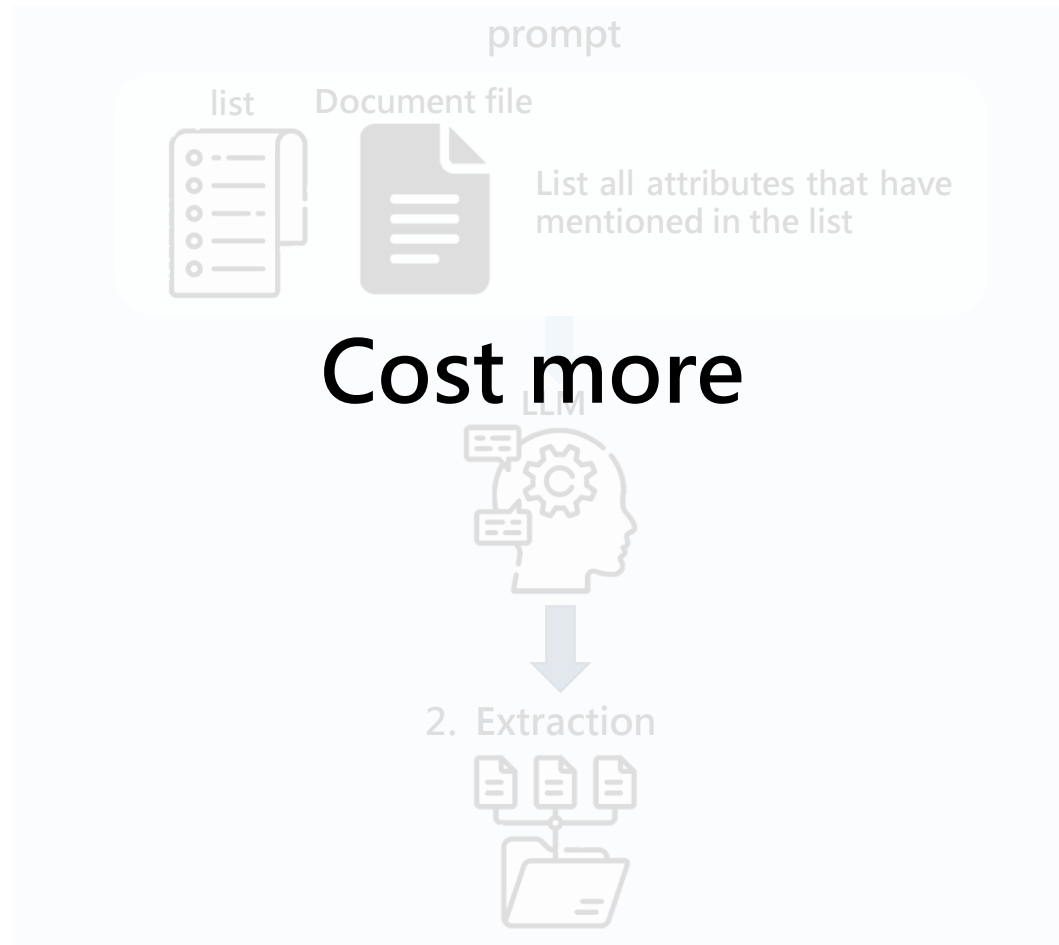 prompt
list Document file
List all attributes that have
mentioned in the list
Cost more
LLM
2. Extraction